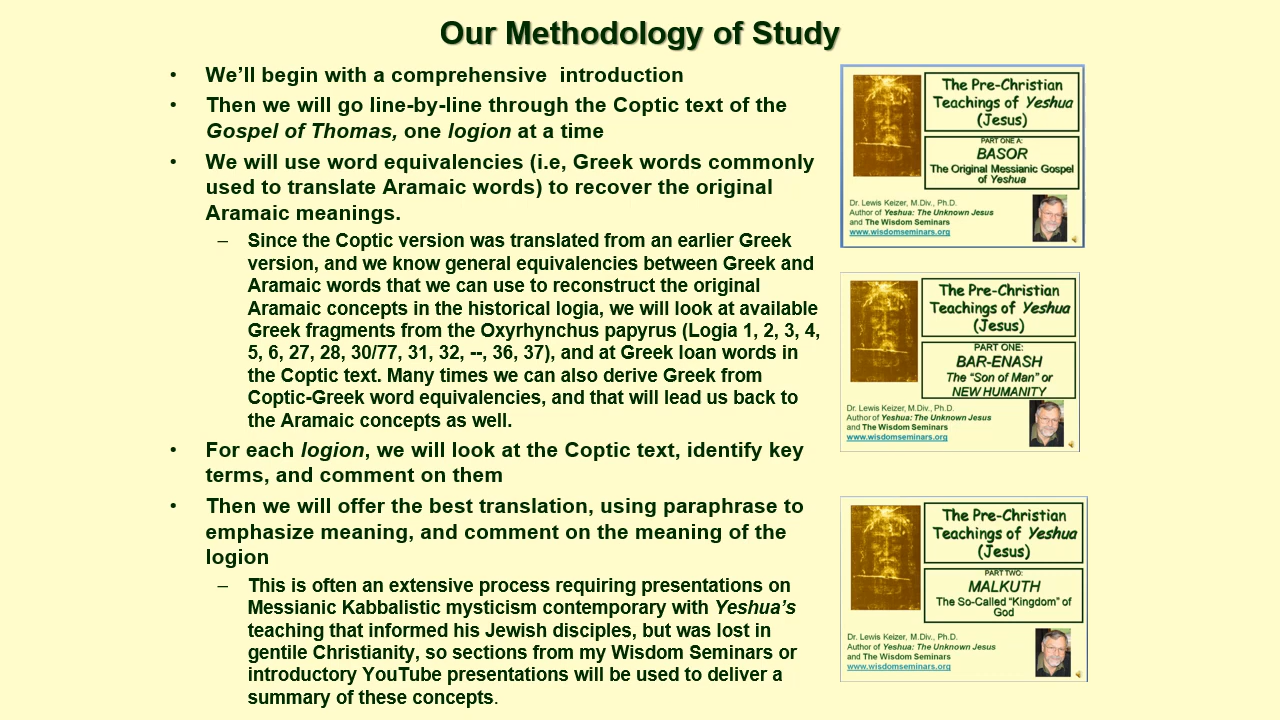 Our Methodology of Study
• We’ll begin with a comprehensive  introduction
• Then we will go line-by-line through the Coptic text of the
Gospel of Thomas, one logion at a time
• We will use word equivalencies (i.e, Greek words commonly
used to translate Aramaic words) to recover the original
Aramaic meanings.
– Since the Coptic version was translated from an earlier Greek
version, and we know general equivalencies between Greek and
Aramaic words that we can use to reconstruct the original
Aramaic concepts in the historical logia, we will look at available
Greek fragments from the Oxyrhynchus papyrus (Logia 1, 2, 3, 4,
5, 6, 27, 28, 30/77, 31, 32, --, 36, 37), and at Greek loan words in
the Coptic text. Many times we can also derive Greek from
Coptic-Greek word equivalencies, and that will lead us back to
the Aramaic concepts as well.
• For each logion, we will look at the Coptic text, identify key
terms, and comment on them
• Then we will offer the best translation, using paraphrase to
emphasize meaning, and comment on the meaning of the
logion
– This is often an extensive process requiring presentations on
Messianic Kabbalistic mysticism contemporary with Yeshua’s
teaching that informed his Jewish disciples, but was lost in
gentile Christianity, so sections from my Wisdom Seminars or
introductory YouTube presentations will be used to deliver a
summary of these concepts.
The Pre-Christian
Teachings of Yeshua
(Jesus)
PART ONE A:
BASOR
The Original Messianic Gospel
of Yeshua
Dr. Lewis Keizer, M.Div., Ph.D.
Author of Yeshua: The Unknown Jesus
and The Wisdom Seminars
www.wisdomseminars.org
The Pre-Christian
Teachings of Yeshua
(Jesus)
PART ONE:
BAR-ENASH
The “Son of Man” or
NEW HUMANITY
Dr. Lewis Keizer, M.Div., Ph.D.
Author of Yeshua: The Unknown Jesus
and The Wisdom Seminars
www.wisdomseminars.org
The Pre-Christian
Teachings of Yeshua
(Jesus)
PART TWO:
MALKUTH
The So-Called “Kingdom” of
God
Dr. Lewis Keizer, M.Div., Ph.D.
Author of Yeshua: The Unknown Jesus
and The Wisdom Seminars
www.wisdomseminars.org